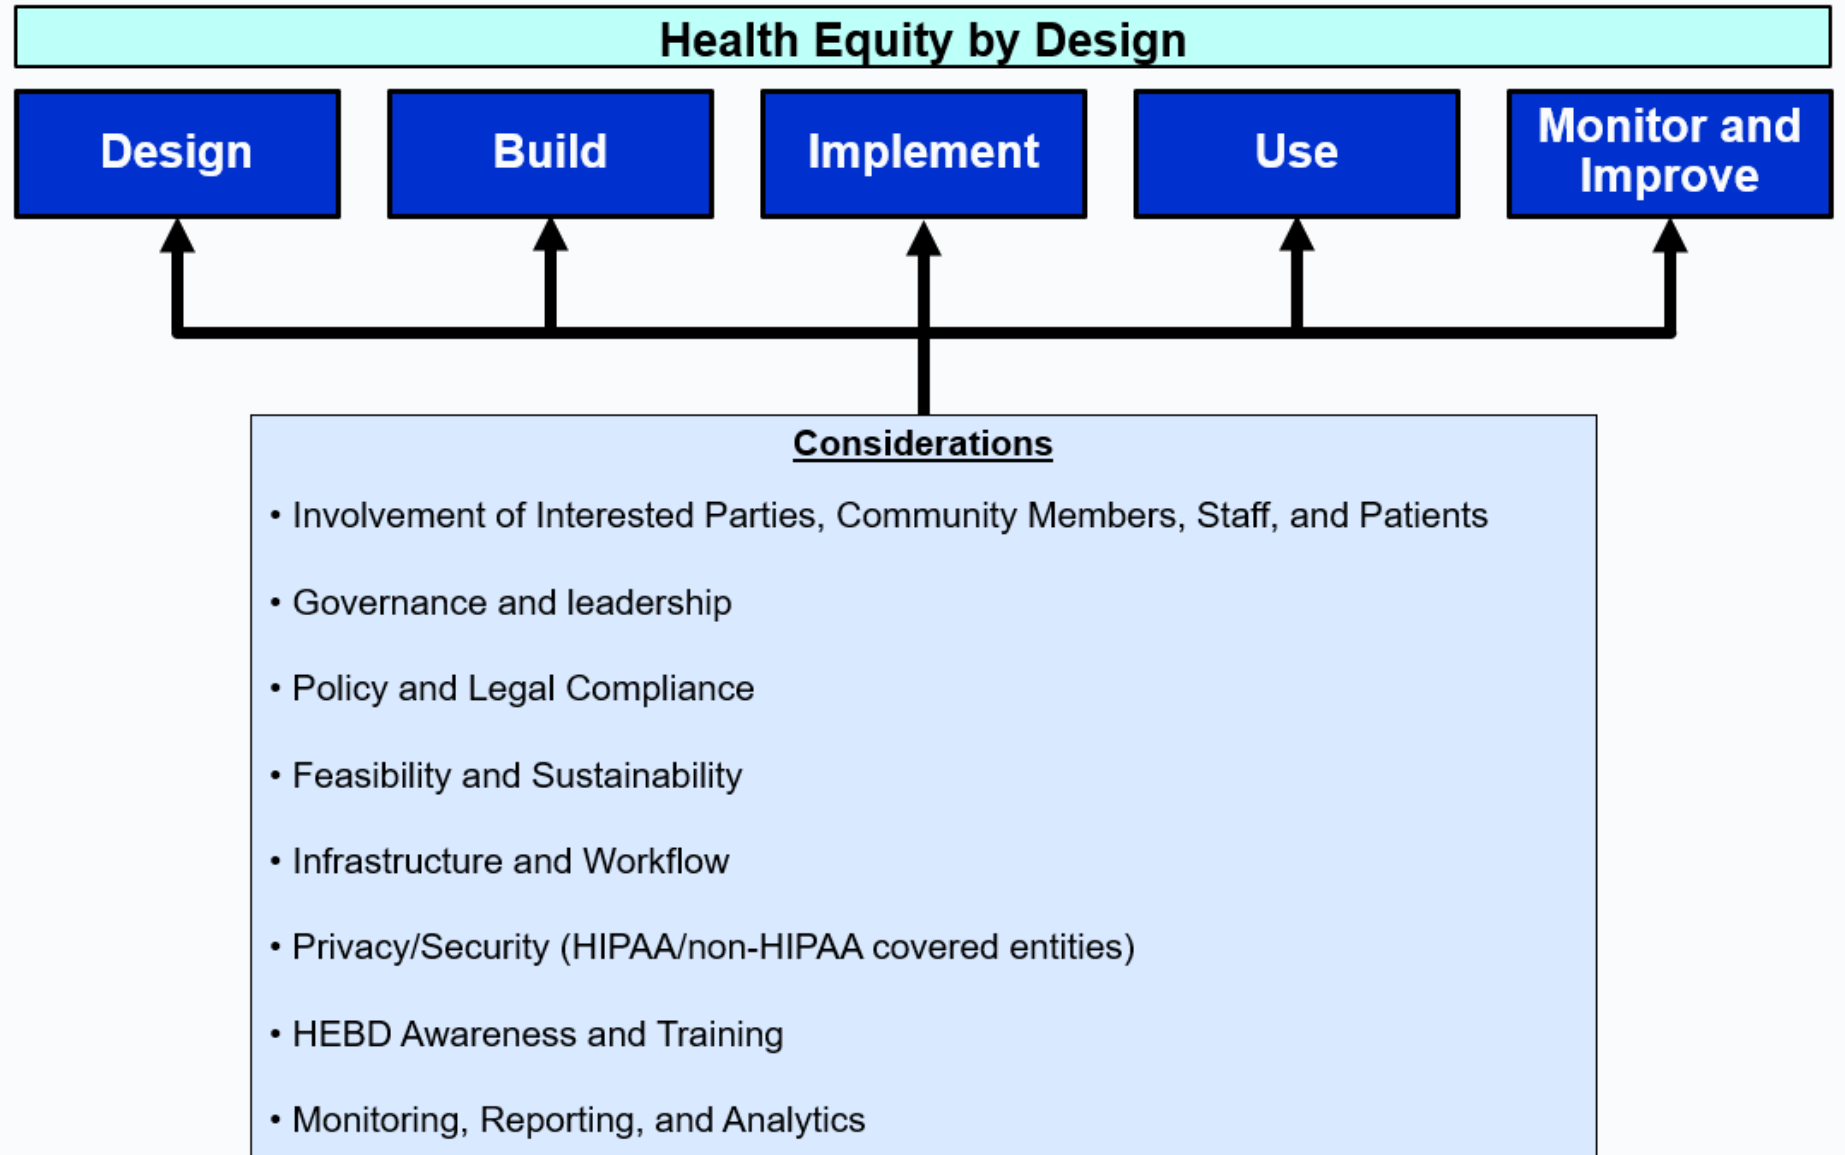 Health Equity by Design
Design
Build
Implement
Use
Monitor and
Improve
Considerations
• Involvement of Interested Parties, Community Members, Staff, and Patients
• Governance and leadership
• Policy and Legal Compliance
• Feasibility and Sustainability
• Infrastructure and Workflow
• Privacy/Security (HIPAA/non-HIPAA covered entities)
• HEBD Awareness and Training
• Monitoring, Reporting, and Analytics